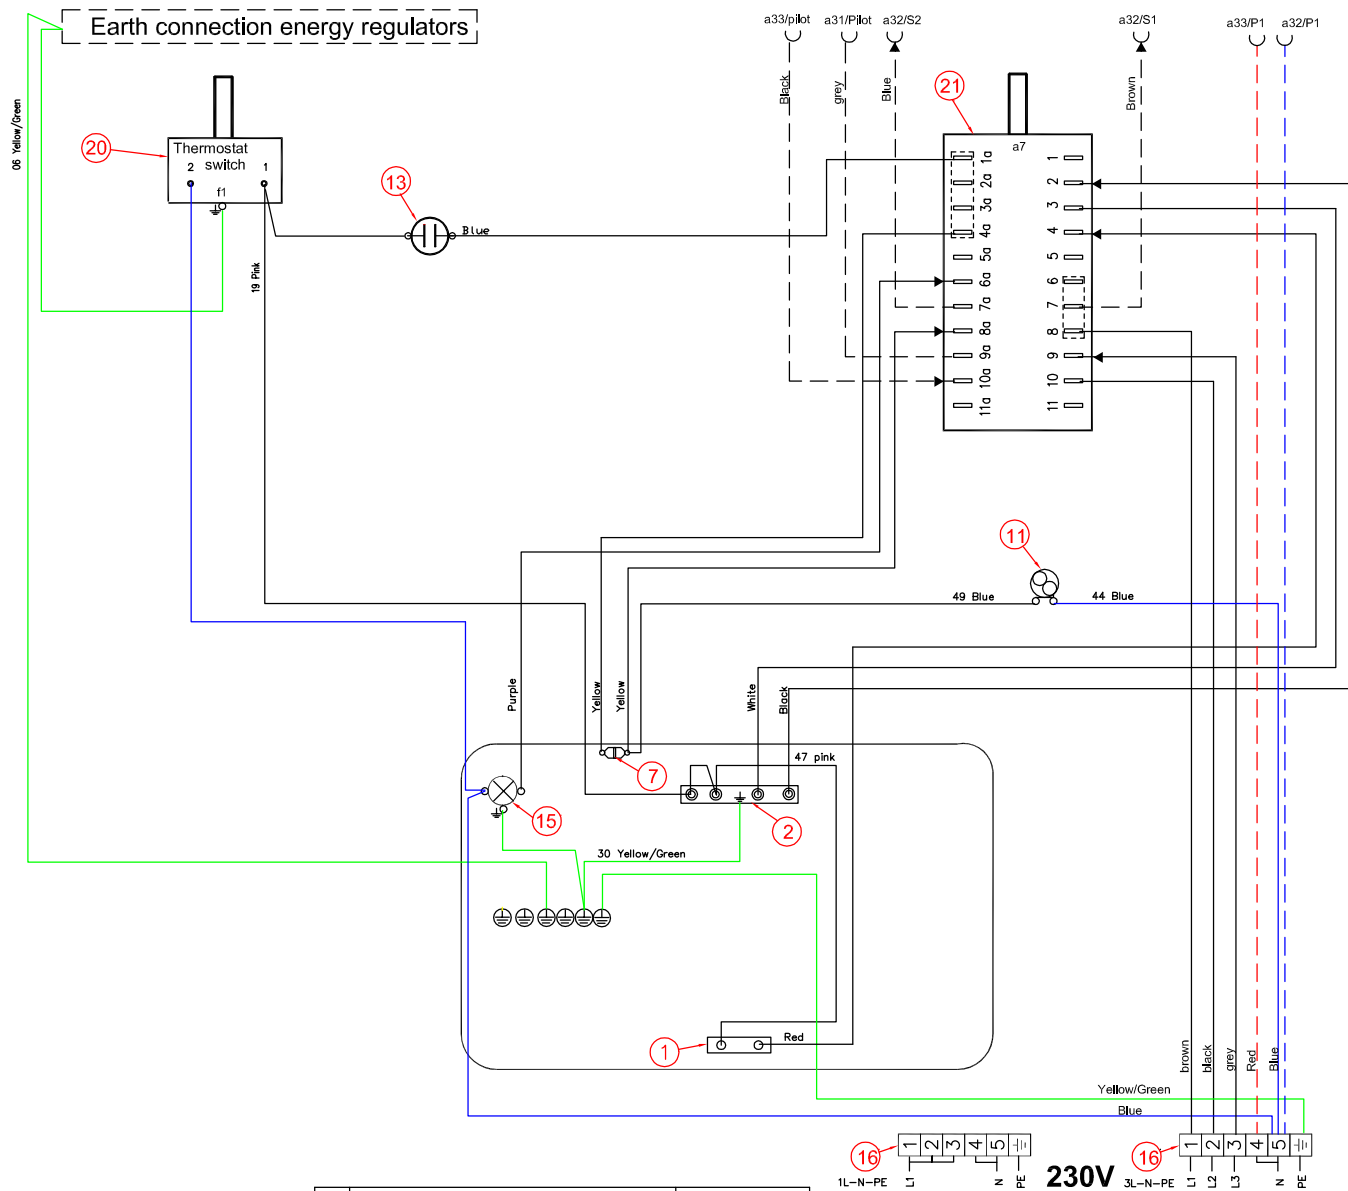 Earth connection energy regulators
a33/pilot
a31/Pilot
a32/S2
a32/S1
a33/P1
a32/P1
06 Yellow/Green
Black
grey
Blue
Brown
20
Thermostat
switch
2
1
f1
13
Blue
19 Pink
21
a7
1a
2a
3a
4a
5a
6a
7a
8a
9a
10a
11a
1
2
3
4
5
6
7
8
9
10
11
11
49 Blue
44 Blue
Purple
Yellow
Yellow
White
Black
7
47 pink
15
2
30 Yellow/Green
1
Red
brown
black
grey
Red
Blue
Yellow/Green
Blue
16
1 2 3 4 5
1L-N-PE
L1
N
PE
230V
16
1 2 3 4 5
3L-N-PE
L1
L2
L3
N
PE